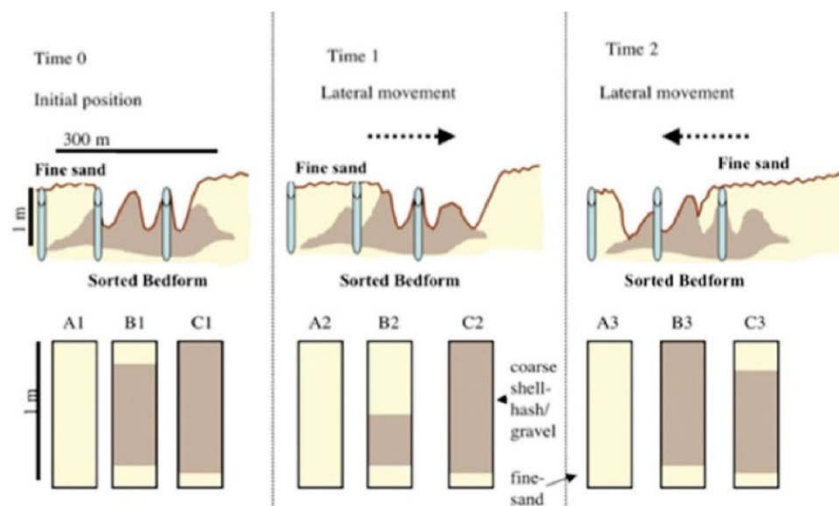 Time 0
Initial position
300 m
Fine sand
1 m
Sorted Bedform
A1 B1 C1
1 m
Time 1
Lateral movement
Fine sand
Sorted Bedform
A2 B2 C2
coarse
shell-
hash/
gravel
fine-
sand
Time 2
Lateral movement
Fine sand
Sorted Bedform
A3 B3 C3